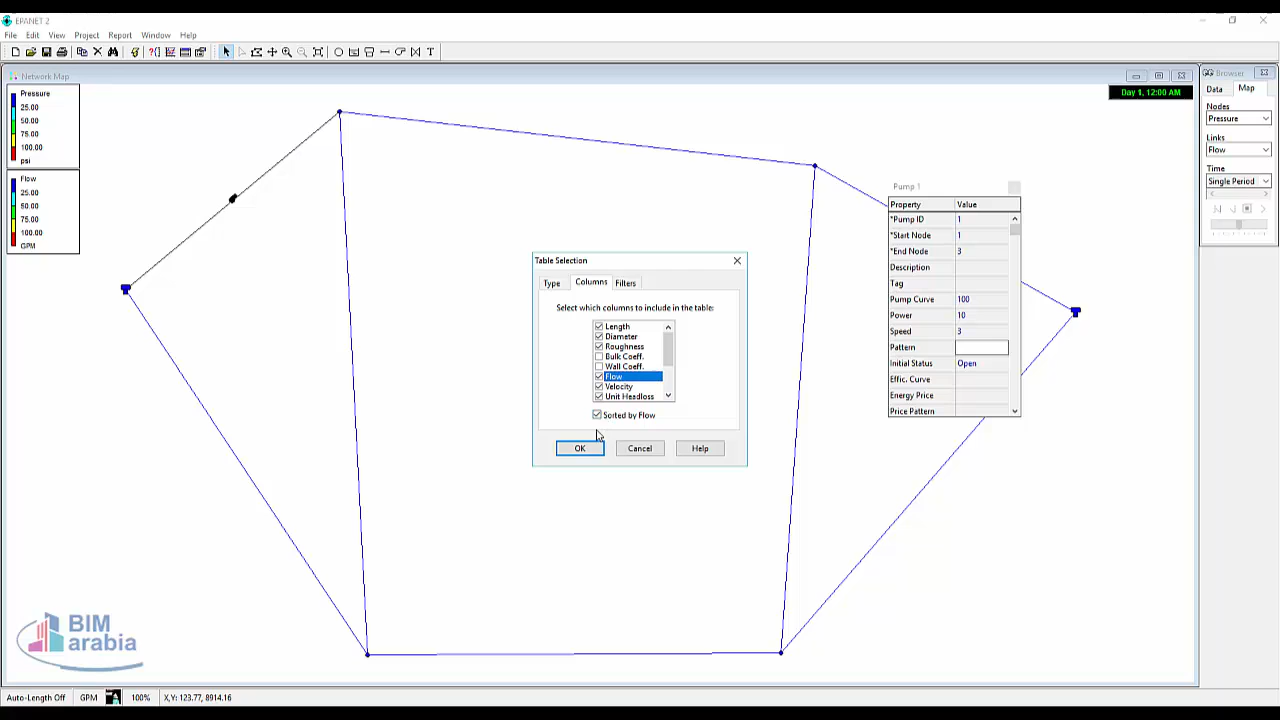 EPANET 2
File Edit View Project Report Window Help
Network Map
Pressure
25.00
50.00
75.00
100.00
psi
Flow
25.00
50.00
75.00
100.00
GPM
Day 1, 12:00 AM
Browser
Data Map
Nodes
Pressure
Links
Flow
Time
Single Period
Pump 1
Property Value
*Pump ID 1
*Start Node 1
*End Node 3
Description
Tag
Pump Curve 100
Power 10
Speed 3
Pattern
Initial Status Open
Effic. Curve
Energy Price
Price Pattern
Table Selection
Type Columns Filters
Select which columns to include in the table:
Length
Diameter
Roughness
Bulk Coeff.
Wall Coeff.
Flow
Velocity
Unit Headloss
Sorted by Flow
OK Cancel Help
BIM
arabia
Auto-Length Off GPM 100% X,Y: 123.77, 8914.16